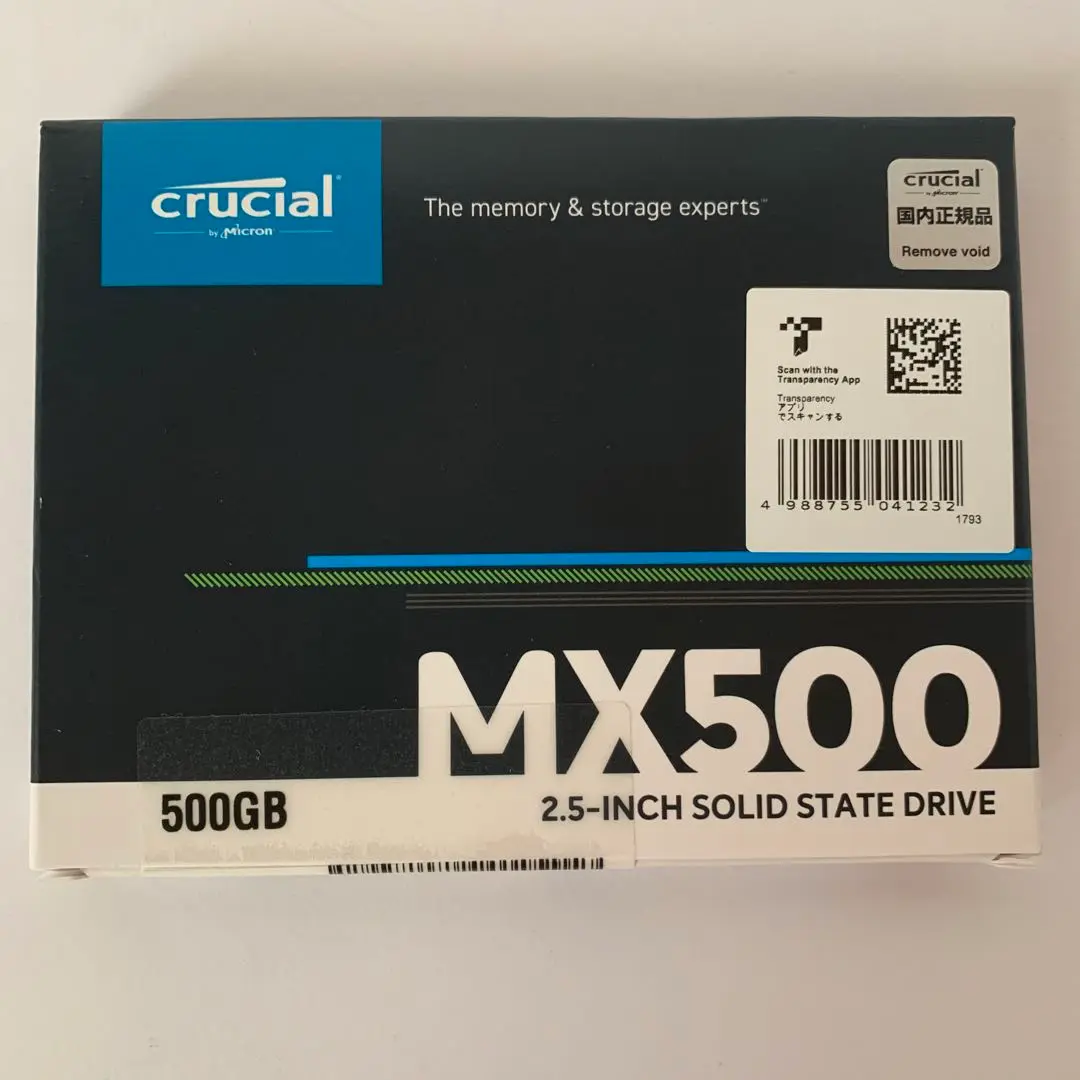 crucial
by Micron
The memory & storage experts™
crucial
by Micron
国内正規品
Remove void
Scan with the
Transparency App
Transparency
アプリ
でスキャンする
4 988755 041232
1793
MX500
500GB
2.5-INCH SOLID STATE DRIVE